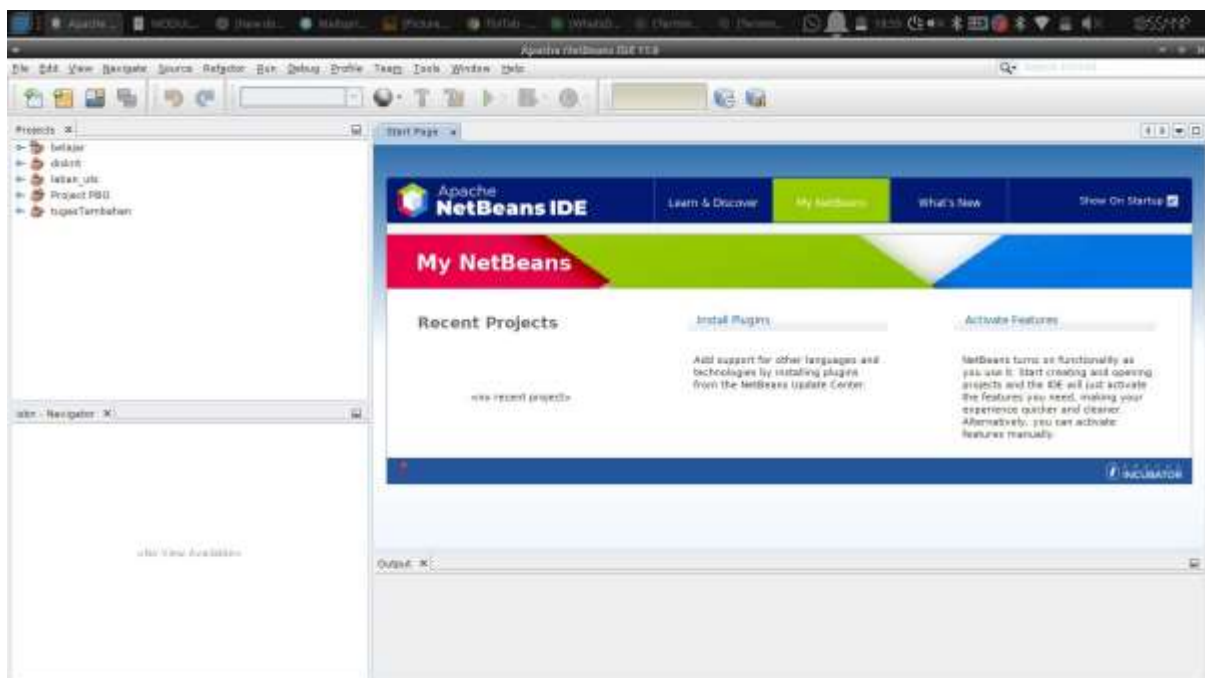 Apache NetBeans IDE
File Edit View Navigate Source Refactor Run Debug Profile Team Tools Window Help
Projects
Start Page
belajar
diskrit
Project PBO
tugasTambahan
Apache
NetBeans IDE
Learn & Discover
My NetBeans
What's New
Show On Startup
My NetBeans
Recent Projects
<no recent project>
Install Plugins
Add support for other languages and
technologies by installing plugins
from the NetBeans Update Center.
Activate Features
NetBeans turns on functionality as
you use it. Start creating and opening
projects and the IDE will just activate
the features you need, making your
experience quicker and cleaner.
Alternatively, you can activate
features manually.
INCUBATOR
Navigator
<No View Available>
Output